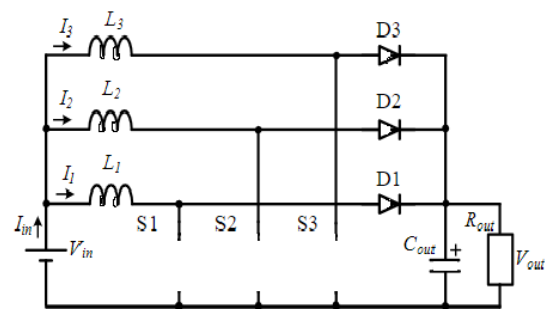 I3 L3 D3
I2 L2 D2
I1 L1 D1
Iin Vin S1 S2 S3 Cout + Rout Vout